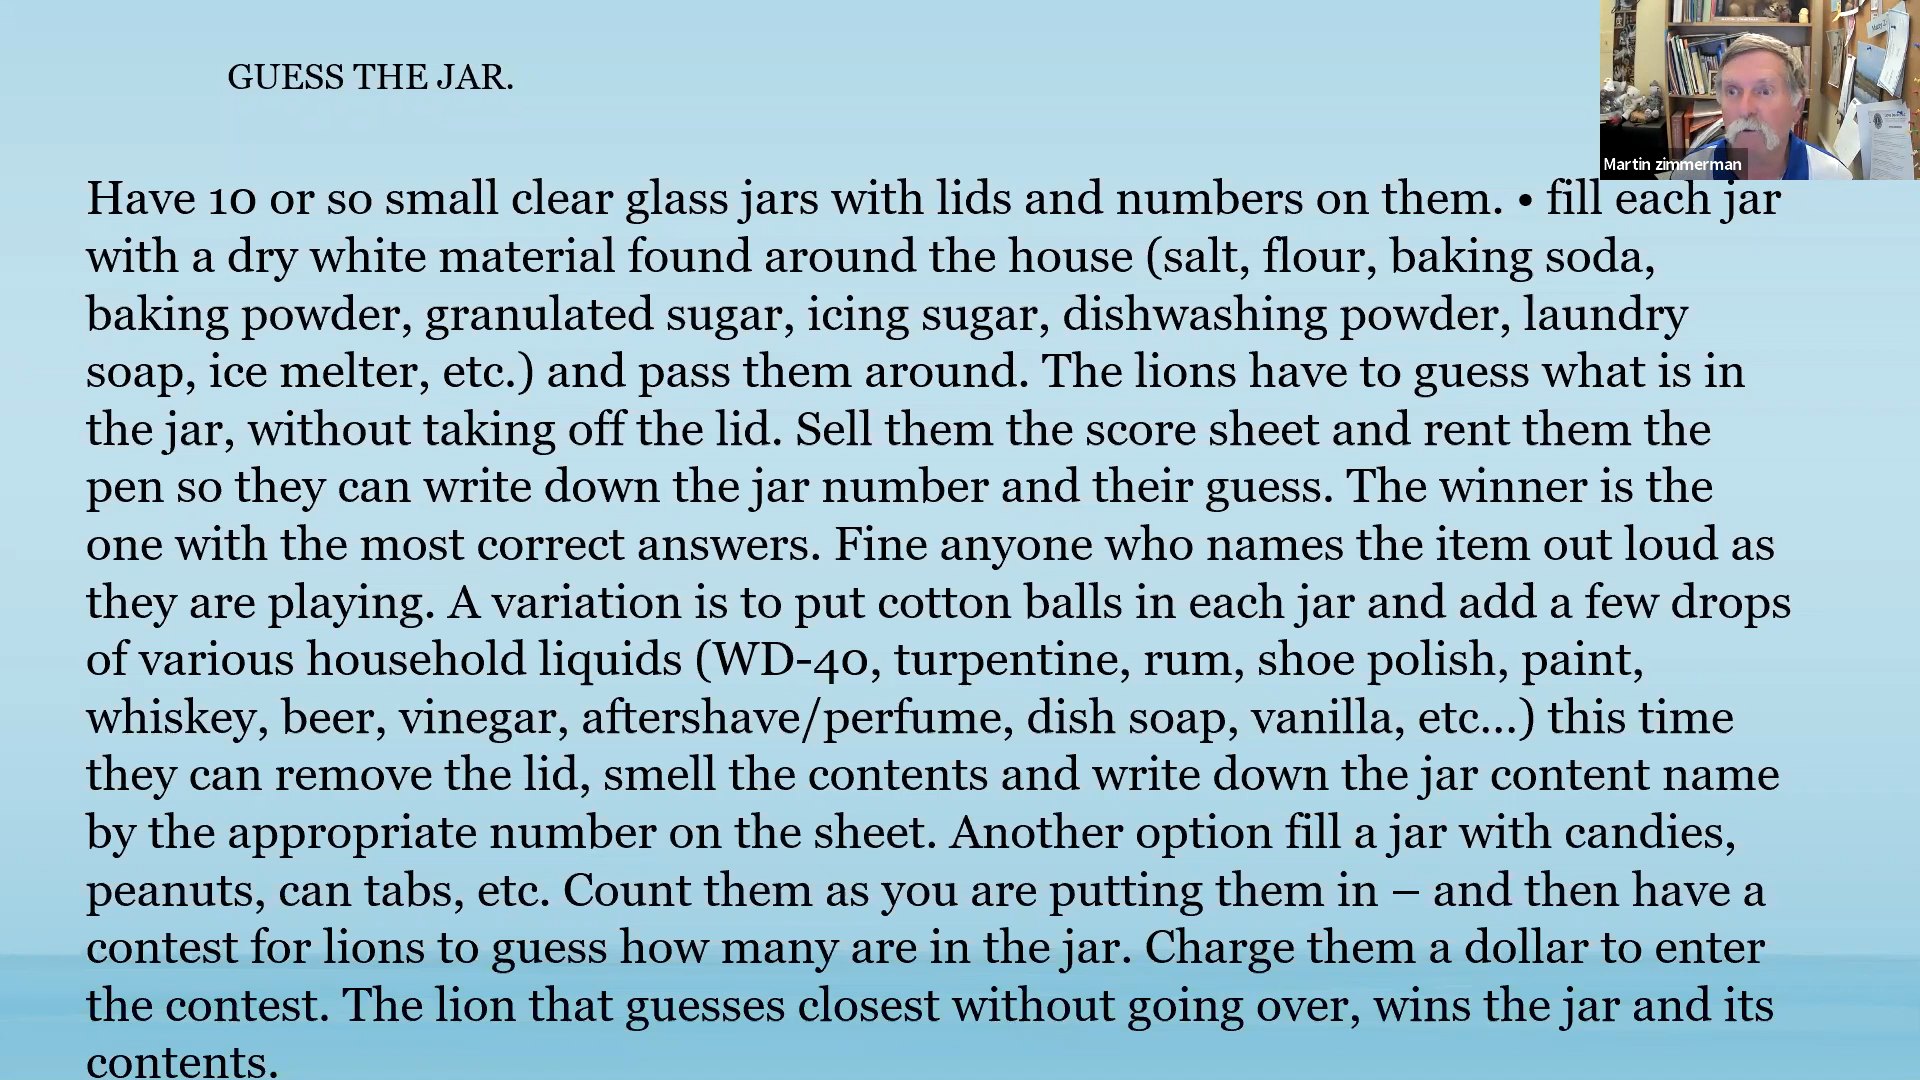 GUESS THE JAR.
Martin zimmerman
Have 10 or so small clear glass jars with lids and numbers on them. • fill each jar
with a dry white material found around the house (salt, flour, baking soda,
baking powder, granulated sugar, icing sugar, dishwashing powder, laundry
soap, ice melter, etc.) and pass them around. The lions have to guess what is in
the jar, without taking off the lid. Sell them the score sheet and rent them the
pen so they can write down the jar number and their guess. The winner is the
one with the most correct answers. Fine anyone who names the item out loud as
they are playing. A variation is to put cotton balls in each jar and add a few drops
of various household liquids (WD-40, turpentine, rum, shoe polish, paint,
whiskey, beer, vinegar, aftershave/perfume, dish soap, vanilla, etc...) this time
they can remove the lid, smell the contents and write down the jar content name
by the appropriate number on the sheet. Another option fill a jar with candies,
peanuts, can tabs, etc. Count them as you are putting them in – and then have a
contest for lions to guess how many are in the jar. Charge them a dollar to enter
the contest. The lion that guesses closest without going over, wins the jar and its
contents.